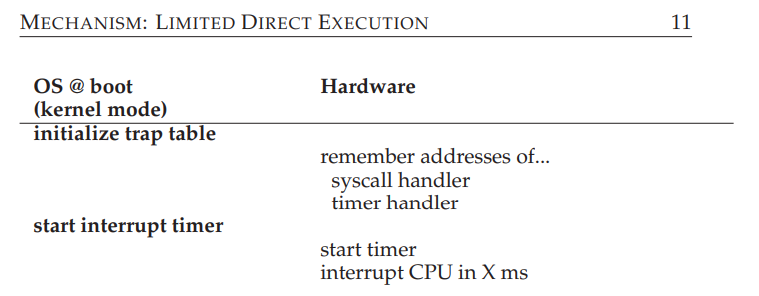 MECHANISM: LIMITED DIRECT EXECUTION 11
OS @ boot Hardware
(kernel mode)
initialize trap table
remember addresses of...
syscall handler
timer handler
start interrupt timer
start timer
interrupt CPU in X ms